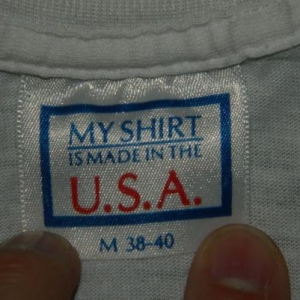 MY SHIRT
IS MADE IN THE
U.S.A.
M 38-40